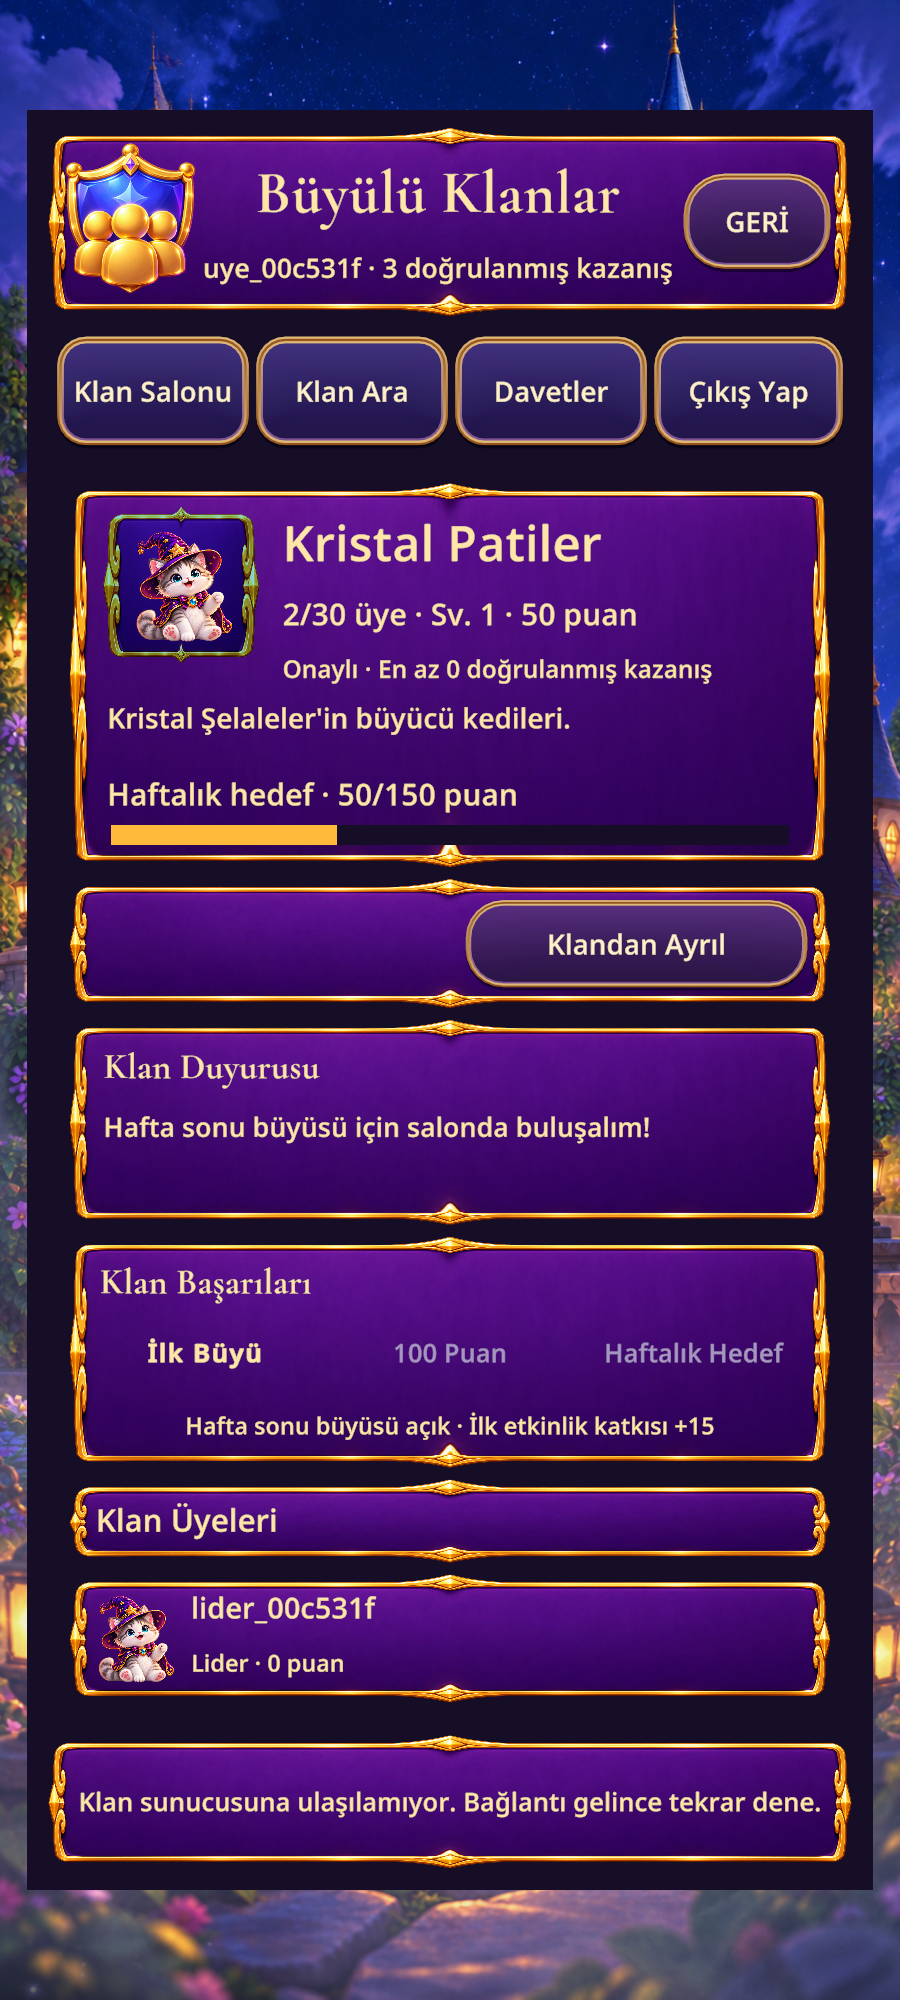 Büyülü Klanlar
GERİ
uye_00c531f · 3 doğrulanmış kazanış
Klan Salonu
Klan Ara
Davetler
Çıkış Yap
Kristal Patiler
2/30 üye · Sv. 1 · 50 puan
Onaylı · En az 0 doğrulanmış kazanış
Kristal Şelaleler'in büyücü kedileri.
Haftalık hedef · 50/150 puan
Klandan Ayrıl
Klan Duyurusu
Hafta sonu büyüsü için salonda buluşalım!
Klan Başarıları
İlk Büyü
100 Puan
Haftalık Hedef
Hafta sonu büyüsü açık · İlk etkinlik katkısı +15
Klan Üyeleri
lider_00c531f
Lider · 0 puan
Klan sunucusuna ulaşılamıyor. Bağlantı gelince tekrar dene.